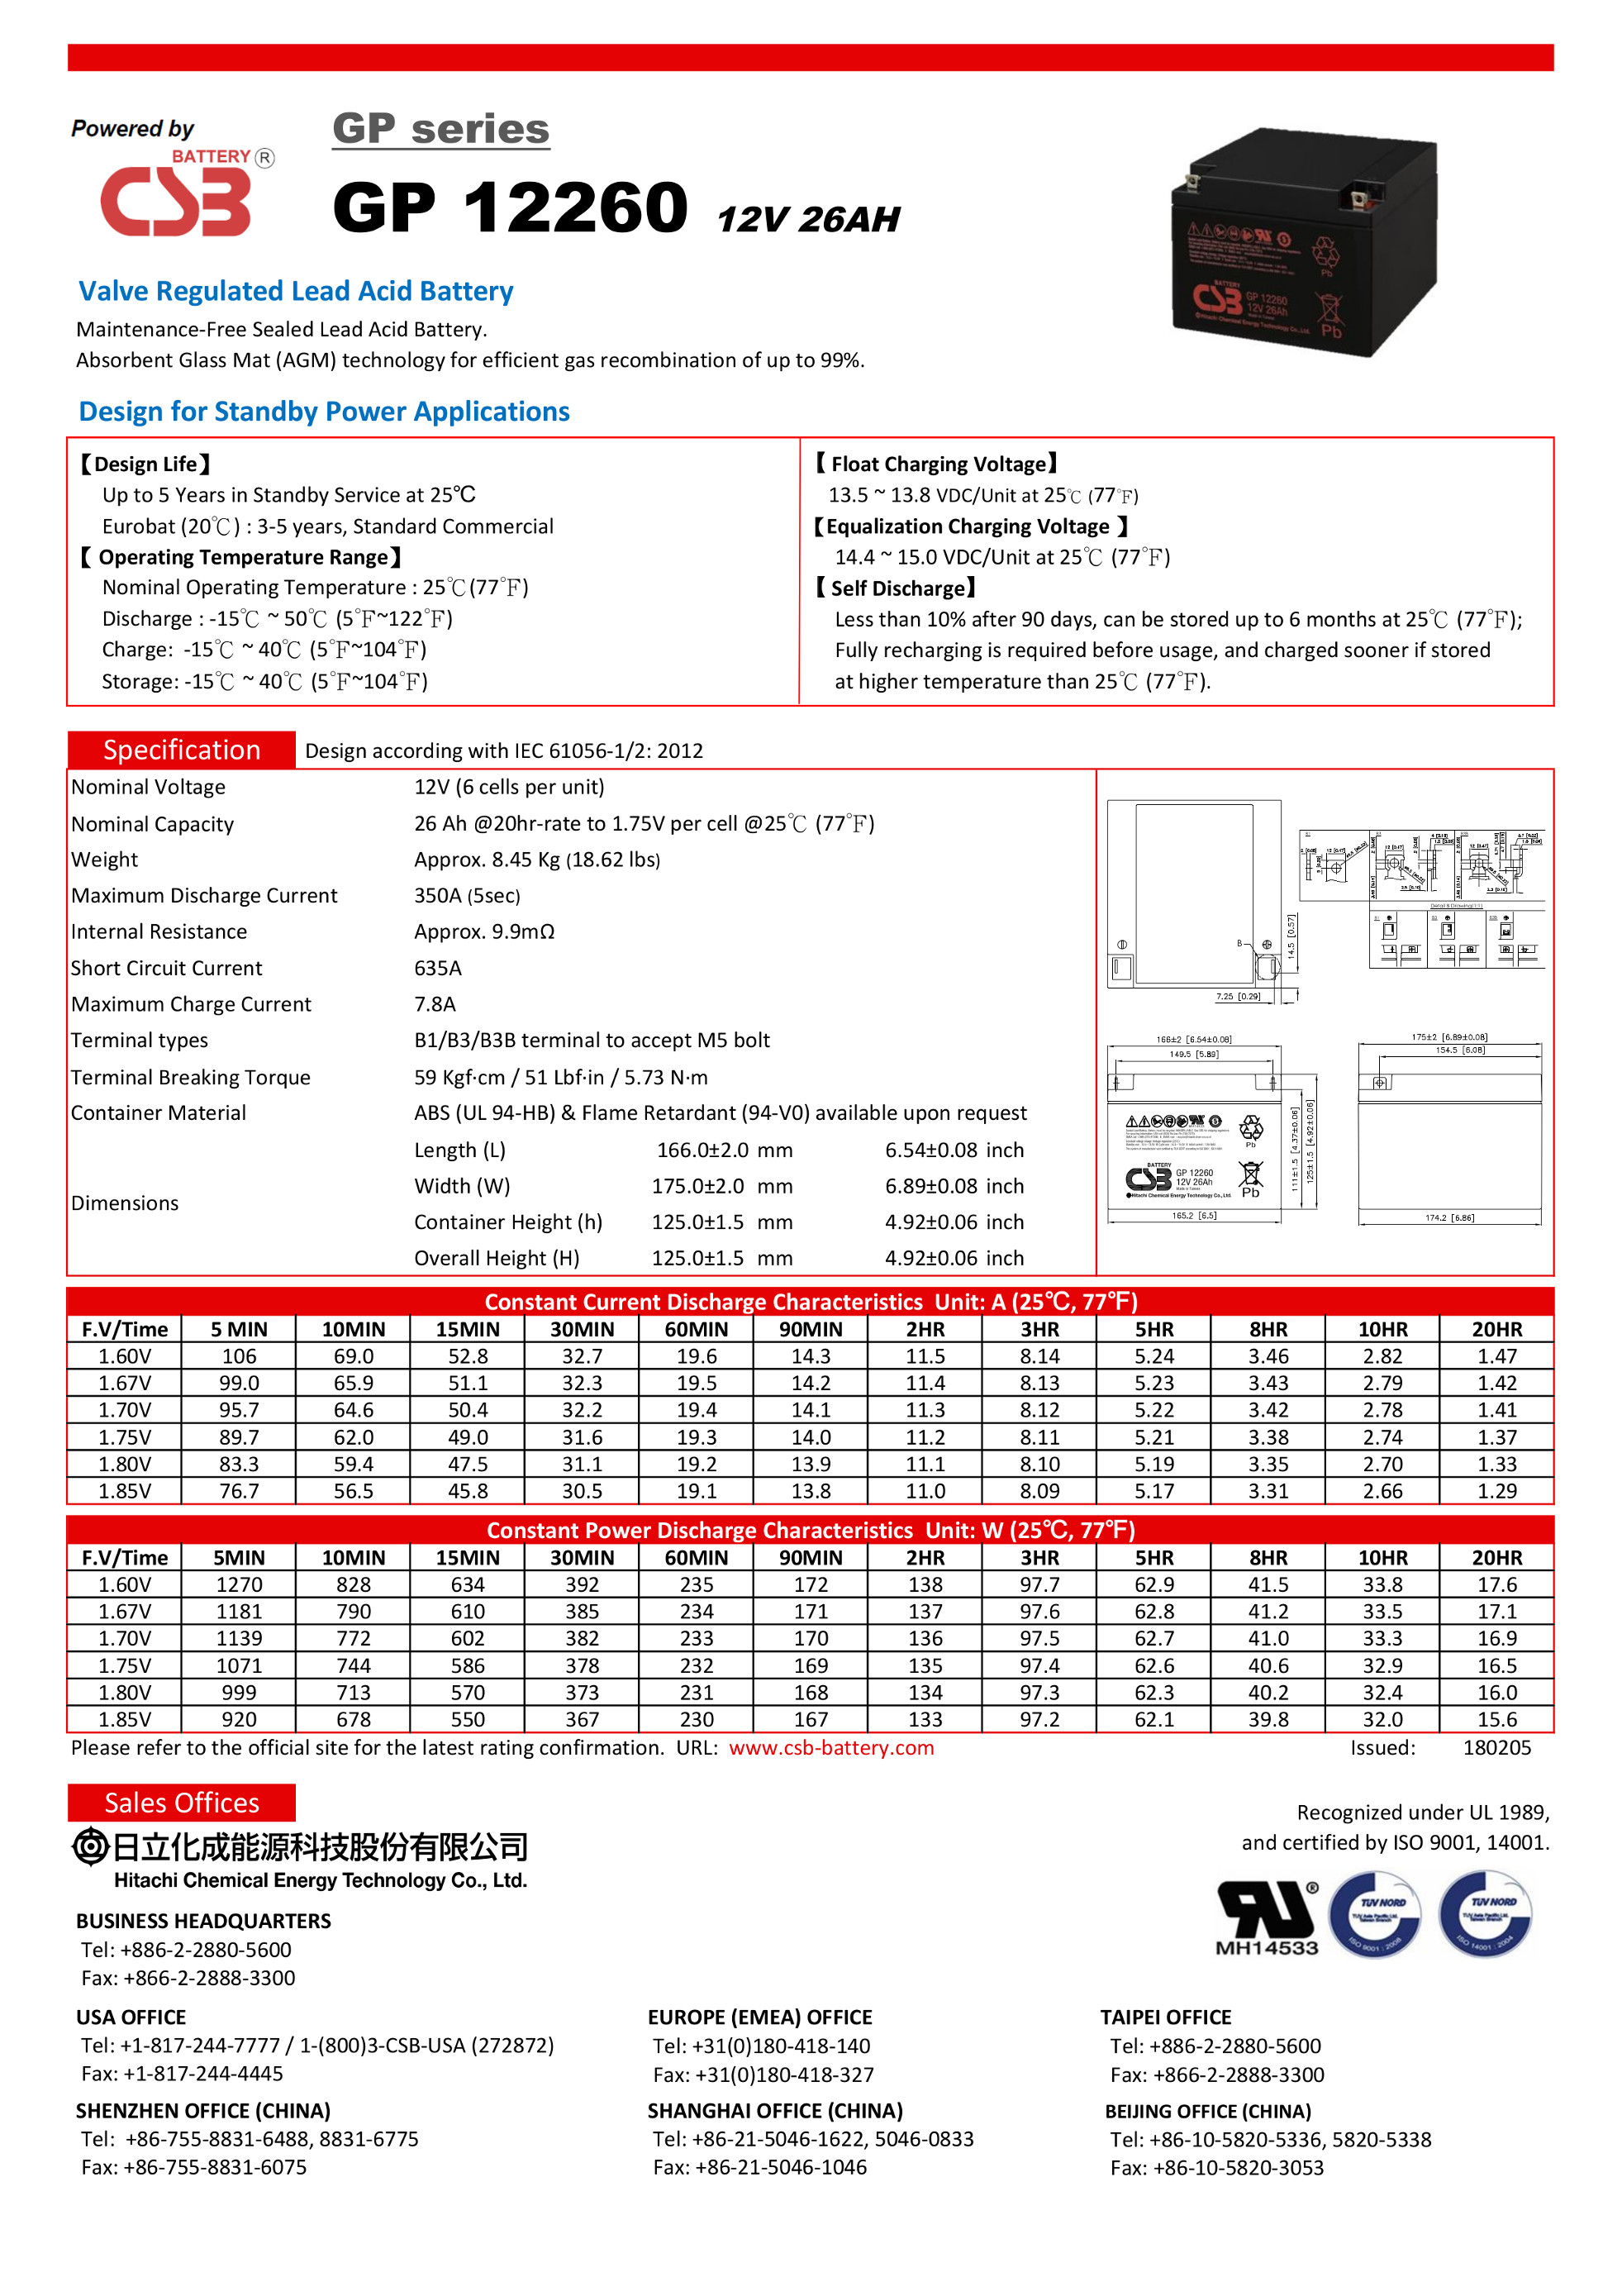 Powered by
BATTERY ®
CSB
GP series
GP 12260 12V 26AH
Valve Regulated Lead Acid Battery
Maintenance-Free Sealed Lead Acid Battery.
Absorbent Glass Mat (AGM) technology for efficient gas recombination of up to 99%.
BATTERY
CSB GP 12260
12V 26Ah
Pb
Pb
Design for Standby Power Applications
【Design Life】
Up to 5 Years in Standby Service at 25℃
Eurobat (20℃) : 3-5 years, Standard Commercial
【 Operating Temperature Range】
Nominal Operating Temperature : 25℃(77℉)
Discharge : -15℃ ~ 50℃ (5℉~122℉)
Charge: -15℃ ~ 40℃ (5℉~104℉)
Storage: -15℃ ~ 40℃ (5℉~104℉)
【 Float Charging Voltage】
13.5 ~ 13.8 VDC/Unit at 25℃ (77℉)
【Equalization Charging Voltage 】
14.4 ~ 15.0 VDC/Unit at 25℃ (77℉)
【 Self Discharge】
Less than 10% after 90 days, can be stored up to 6 months at 25℃ (77℉);
Fully recharging is required before usage, and charged sooner if stored
at higher temperature than 25℃ (77℉).
Specification Design according with IEC 61056-1/2: 2012
Nominal Voltage 12V (6 cells per unit)
Nominal Capacity 26 Ah @20hr-rate to 1.75V per cell @25℃ (77℉)
Weight Approx. 8.45 Kg (18.62 lbs)
Maximum Discharge Current 350A (5sec)
Internal Resistance Approx. 9.9mΩ
Short Circuit Current 635A
Maximum Charge Current 7.8A
Terminal types B1/B3/B3B terminal to accept M5 bolt
Terminal Breaking Torque 59 Kgf·cm / 51 Lbf·in / 5.73 N·m
Container Material ABS (UL 94-HB) & Flame Retardant (94-V0) available upon request
Dimensions
Length (L) 166.0±2.0 mm 6.54±0.08 inch
Width (W) 175.0±2.0 mm 6.89±0.08 inch
Container Height (h) 125.0±1.5 mm 4.92±0.06 inch
Overall Height (H) 125.0±1.5 mm 4.92±0.06 inch
B
14.5 [0.57]
7.25 [0.29]
166±2 [6.54±0.08]
149.5 [5.89]
175±2 [6.89±0.08]
154.5 [6.08]
111±1.5 [4.37±0.06]
125±1.5 [4.92±0.06]
Pb
BATTERY
CSB GP 12260
12V 26Ah
Hitachi Chemical Energy Technology Co., Ltd.
Pb
165.2 [6.5]
174.2 [6.86]
Constant Current Discharge Characteristics Unit: A (25℃, 77℉)
F.V/Time 5 MIN 10MIN 15MIN 30MIN 60MIN 90MIN 2HR 3HR 5HR 8HR 10HR 20HR
1.60V 106 69.0 52.8 32.7 19.6 14.3 11.5 8.14 5.24 3.46 2.82 1.47
1.67V 99.0 65.9 51.1 32.3 19.5 14.2 11.4 8.13 5.23 3.43 2.79 1.42
1.70V 95.7 64.6 50.4 32.2 19.4 14.1 11.3 8.12 5.22 3.42 2.78 1.41
1.75V 89.7 62.0 49.0 31.6 19.3 14.0 11.2 8.11 5.21 3.38 2.74 1.37
1.80V 83.3 59.4 47.5 31.1 19.2 13.9 11.1 8.10 5.19 3.35 2.70 1.33
1.85V 76.7 56.5 45.8 30.5 19.1 13.8 11.0 8.09 5.17 3.31 2.66 1.29
Constant Power Discharge Characteristics Unit: W (25℃, 77℉)
F.V/Time 5MIN 10MIN 15MIN 30MIN 60MIN 90MIN 2HR 3HR 5HR 8HR 10HR 20HR
1.60V 1270 828 634 392 235 172 138 97.7 62.9 41.5 33.8 17.6
1.67V 1181 790 610 385 234 171 137 97.6 62.8 41.2 33.5 17.1
1.70V 1139 772 602 382 233 170 136 97.5 62.7 41.0 33.3 16.9
1.75V 1071 744 586 378 232 169 135 97.4 62.6 40.6 32.9 16.5
1.80V 999 713 570 373 231 168 134 97.3 62.3 40.2 32.4 16.0
1.85V 920 678 550 367 230 167 133 97.2 62.1 39.8 32.0 15.6
Please refer to the official site for the latest rating confirmation. URL: www.csb-battery.com Issued: 180205
Sales Offices
日立化成能源科技股份有限公司
Hitachi Chemical Energy Technology Co., Ltd.
Recognized under UL 1989,
and certified by ISO 9001, 14001.
MH14533
TUV NORD
ISO 9001 : 2008
TUV NORD
ISO 14001 : 2004
BUSINESS HEADQUARTERS
Tel: +886-2-2880-5600
Fax: +866-2-2888-3300
USA OFFICE
Tel: +1-817-244-7777 / 1-(800)3-CSB-USA (272872)
Fax: +1-817-244-4445
EUROPE (EMEA) OFFICE
Tel: +31(0)180-418-140
Fax: +31(0)180-418-327
TAIPEI OFFICE
Tel: +886-2-2880-5600
Fax: +866-2-2888-3300
SHENZHEN OFFICE (CHINA)
Tel: +86-755-8831-6488, 8831-6775
Fax: +86-755-8831-6075
SHANGHAI OFFICE (CHINA)
Tel: +86-21-5046-1622, 5046-0833
Fax: +86-21-5046-1046
BEIJING OFFICE (CHINA)
Tel: +86-10-5820-5336, 5820-5338
Fax: +86-10-5820-3053